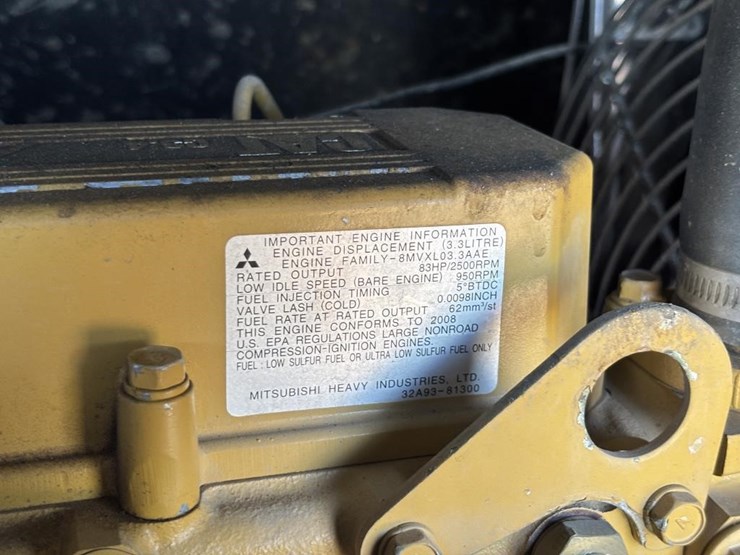 IMPORTANT ENGINE INFORMATION
ENGINE DISPLACEMENT (3.3LITRE)
ENGINE FAMILY-8MVXL03.3AAE
RATED OUTPUT 83HP/2500RPM
LOW IDLE SPEED (BARE ENGINE) 950RPM
FUEL INJECTION TIMING 5°BTDC
VALVE LASH (COLD) 0.0098INCH
FUEL RATE AT RATED OUTPUT 62mm³/st
THIS ENGINE CONFORMS TO 2008
U.S. EPA REGULATIONS LARGE NONROAD
COMPRESSION-IGNITION ENGINES.
FUEL : LOW SULFUR FUEL OR ULTRA LOW SULFUR FUEL ONLY
MITSUBISHI HEAVY INDUSTRIES, LTD.
32A93-81300